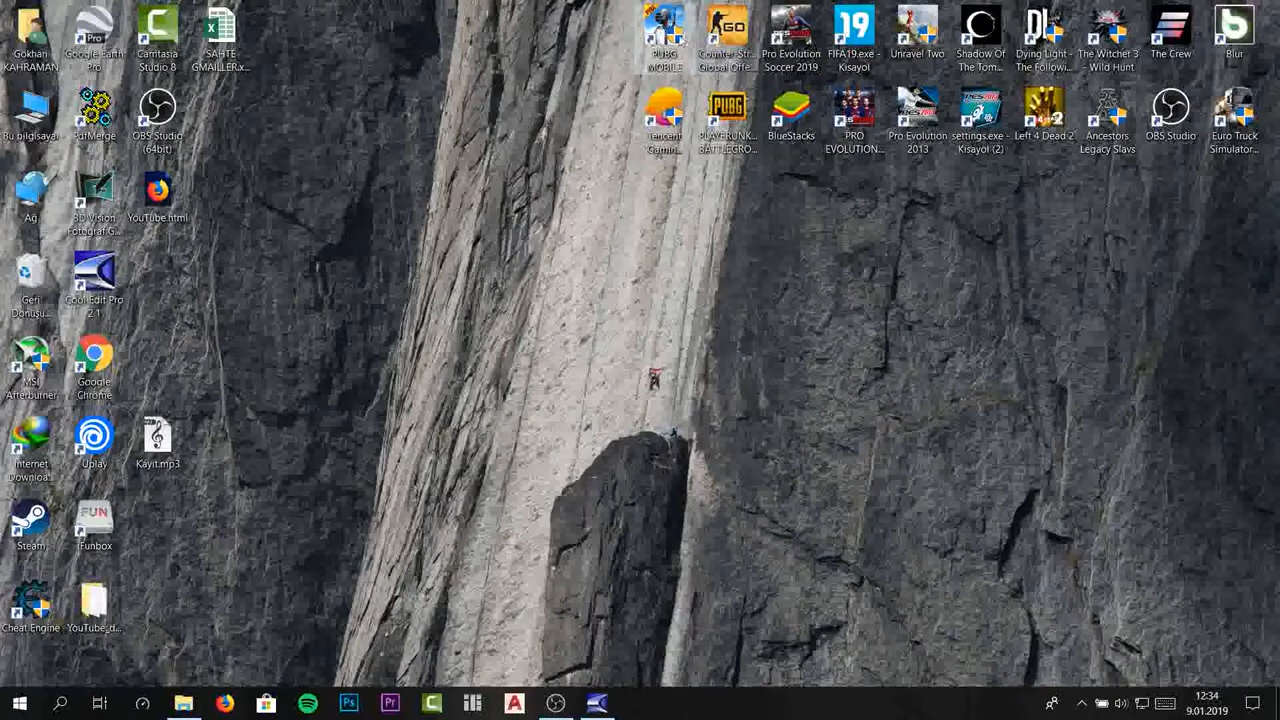 Gökhan
KAHRAMAN
Google Earth
Pro
Camtasia
Studio 8
SAHTE
GMAİLLER.x...
PUBG
MOBILE
Counter-Str...
Global Offe...
Pro Evolution
Soccer 2019
FIFA19.exe -
Kısayol
Unravel Two
Shadow Of
The Tom...
Dying Light -
The Followi...
The Witcher 3
- Wild Hunt
The Crew
Blur
Bu bilgisayar
PdfMerge
OBS Studio
(64bit)
Tencent
Gamin...
PLAYERUNK...
BATTLEGRO...
BlueStacks
PRO
EVOLUTION...
Pro Evolution
2013
settings.exe -
Kısayol (2)
Left 4 Dead 2
Ancestors
Legacy Slavs
OBS Studio
Euro Truck
Simulator...
Ağ
3D Vision
Fotoğraf G...
YouTube.html
Geri
Dönüşü...
Cool Edit Pro
2.1
MSI
Afterburner
Google
Chrome
Internet
Downloa...
Uplay
Kayıt.mp3
Steam
iFunbox
Cheat Engine
YouTube_d...
12:34
9.01.2019